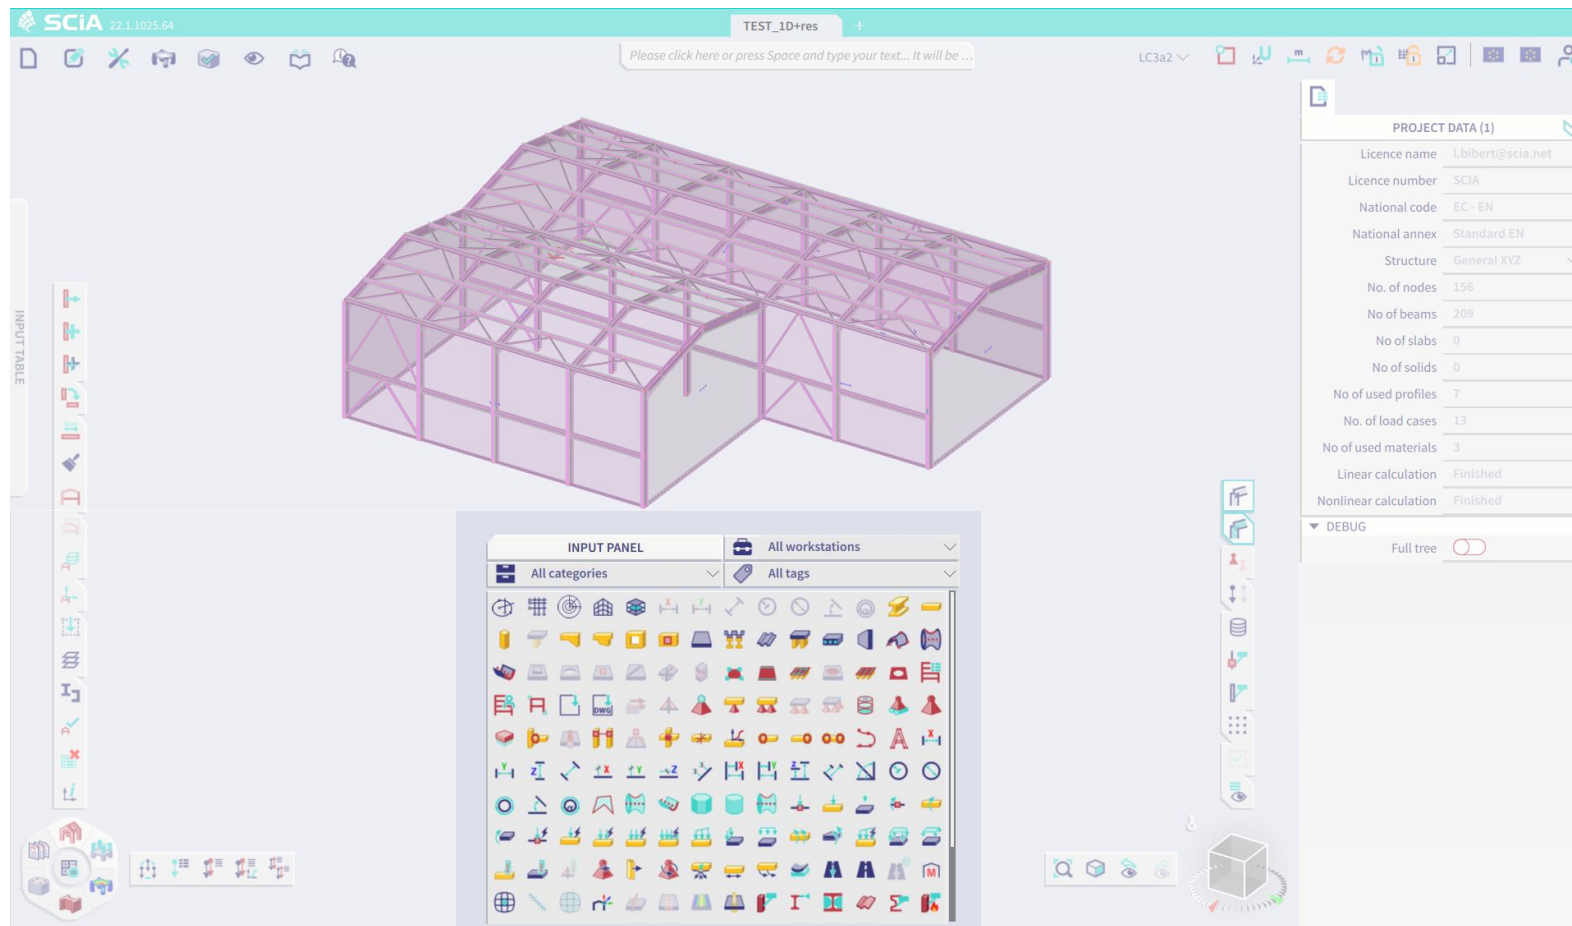 SCiA 22.1.1025.64
TEST_1D+res
+
Please click here or press Space and type your text... It will be ...
LC3a2
INPUT TABLE
PROJECT DATA (1)
Licence name l.bibert@scia.net
Licence number SCIA
National code EC - EN
National annex Standard EN
Structure General XYZ
No. of nodes 156
No of beams 209
No of slabs 0
No of solids 0
No of used profiles 7
No. of load cases 13
No of used materials 3
Linear calculation Finished
Nonlinear calculation Finished
DEBUG
Full tree
INPUT PANEL
All workstations
All categories
All tags
DWG